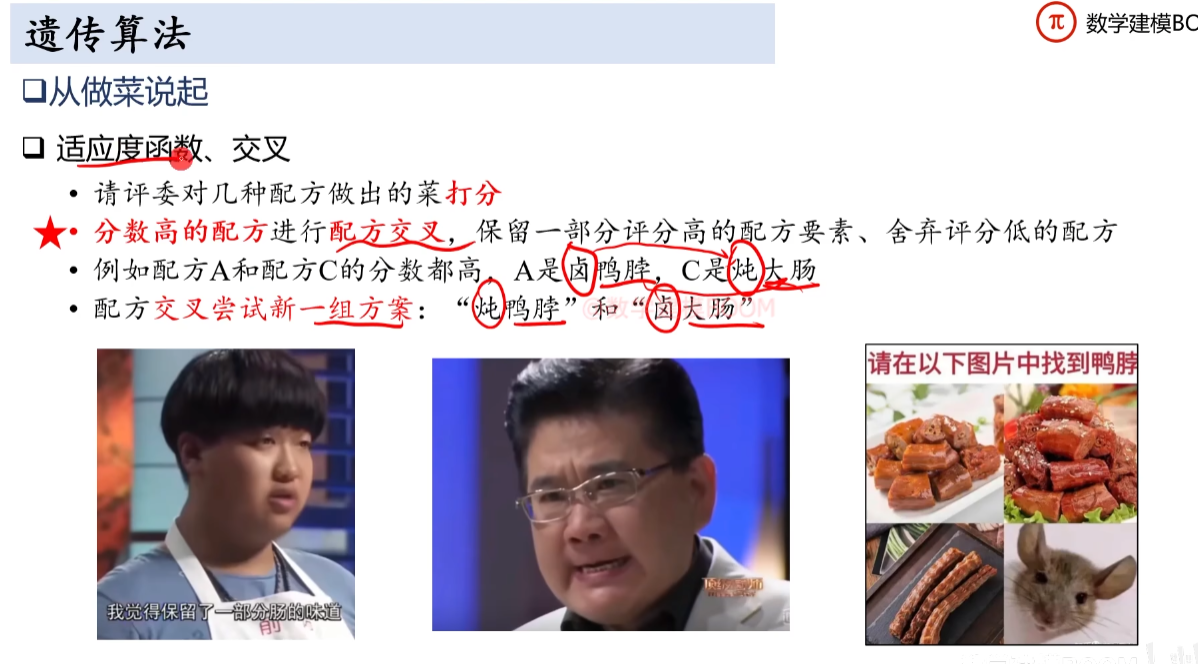 遗传算法
数学建模BO
从做菜说起
适应度函数、交叉
• 请评委对几种配方做出的菜打分
★• 分数高的配方进行配方交叉，保留一部分评分高的配方要素、舍弃评分低的配方
• 例如配方A和配方C的分数都高，A是卤鸭脖，C是炖大肠
• 配方交叉尝试新一组方案：“炖鸭脖”和“卤大肠”
请在以下图片中找到鸭脖
我觉得保留了一部分肠的味道